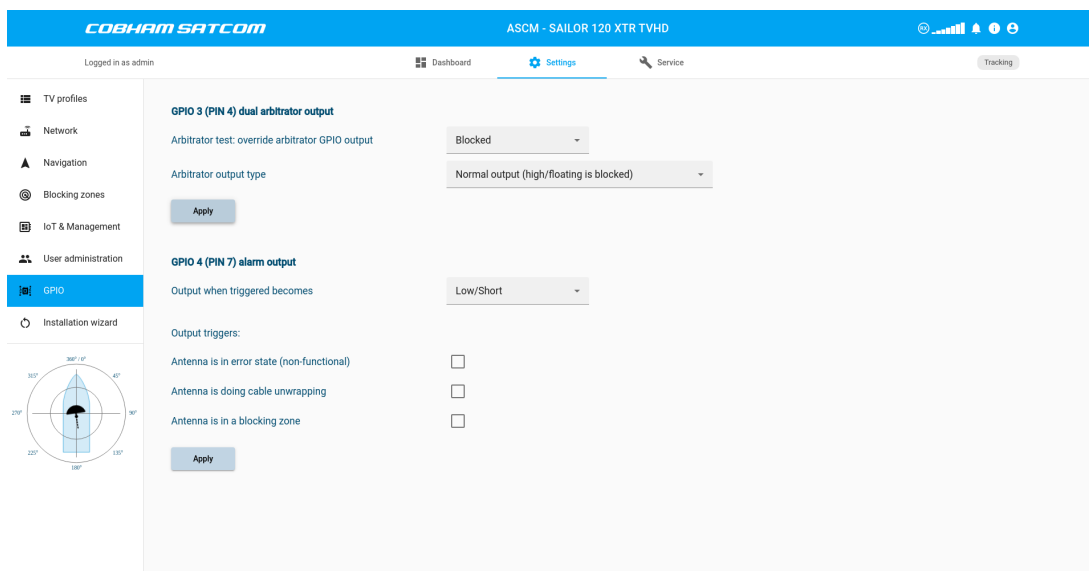 COBHAM SATCOM
ASCM - SAILOR 120 XTR TVHD
RX
Logged in as admin
Dashboard
Settings
Service
Tracking
TV profiles
Network
Navigation
Blocking zones
IoT & Management
User administration
GPIO
Installation wizard
GPIO 3 (PIN 4) dual arbitrator output
Arbitrator test: override arbitrator GPIO output
Blocked
Arbitrator output type
Normal output (high/floating is blocked)
Apply
GPIO 4 (PIN 7) alarm output
Output when triggered becomes
Low/Short
Output triggers:
Antenna is in error state (non-functional)
Antenna is doing cable unwrapping
Antenna is in a blocking zone
Apply
360° / 0°
315°
45°
270°
90°
225°
135°
180°